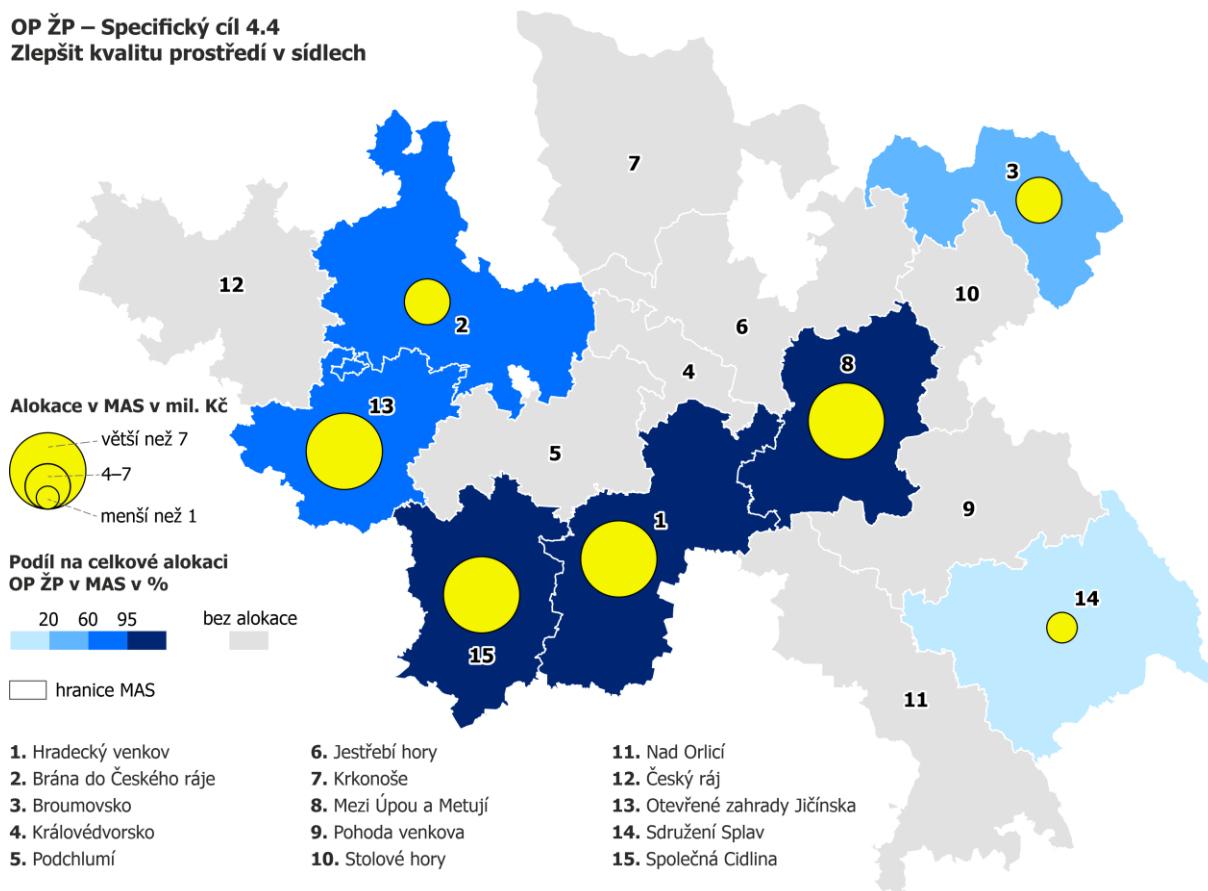 OP ŽP – Specifický cíl 4.4
Zlepšit kvalitu prostředí v sídlech
7
3
12
10
2
6
8
4
13
5
1
9
14
15
11
Alokace v MAS v mil. Kč
větší než 7
4–7
menší než 1
Podíl na celkové alokaci
OP ŽP v MAS v %
20 60 95
bez alokace
hranice MAS
1. Hradecký venkov
2. Brána do Českého ráje
3. Broumovsko
4. Královédvorsko
5. Podchlumí
6. Jestřebí hory
7. Krkonoše
8. Mezi Úpou a Metují
9. Pohoda venkova
10. Stolové hory
11. Nad Orlicí
12. Český ráj
13. Otevřené zahrady Jičínska
14. Sdružení Splav
15. Společná Cidlina